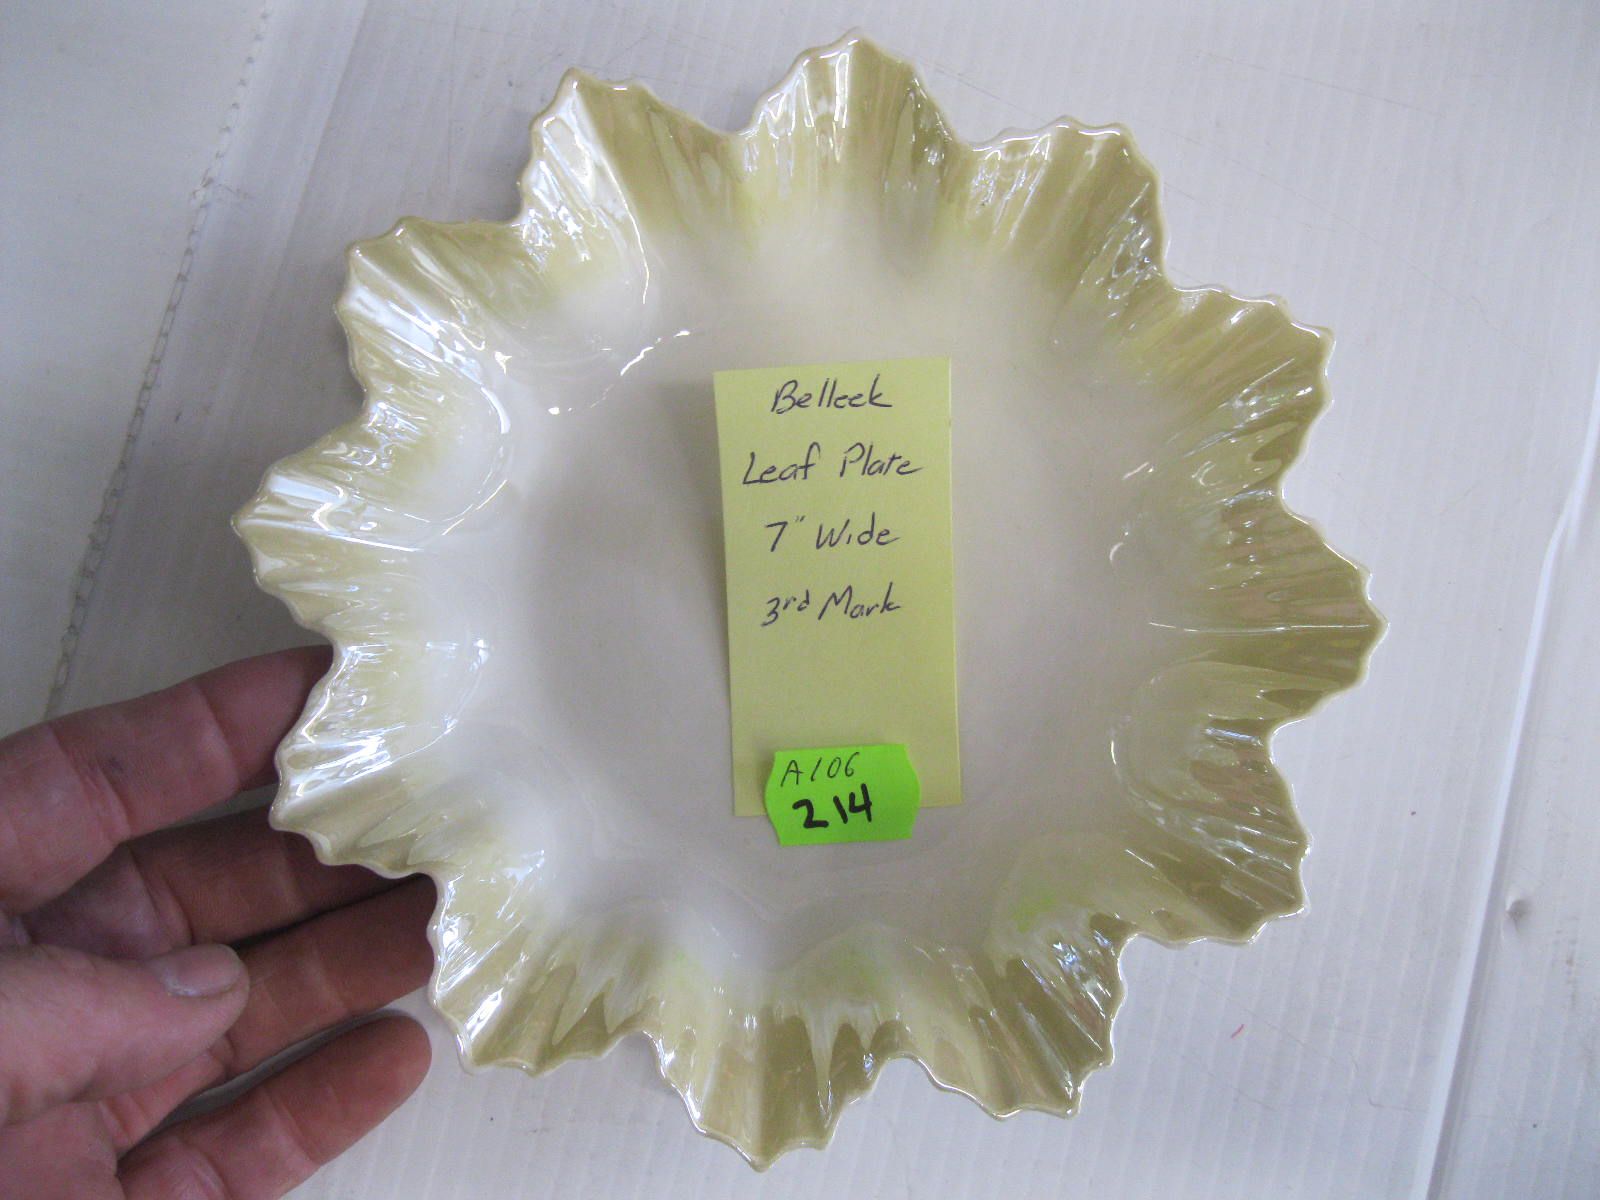 Belleek
Leaf Plate
7" Wide
3rd Mark
A106
214